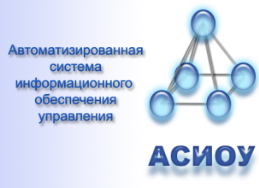 Автоматизированная
система
информационного
обеспечения
управления
АСИОУ